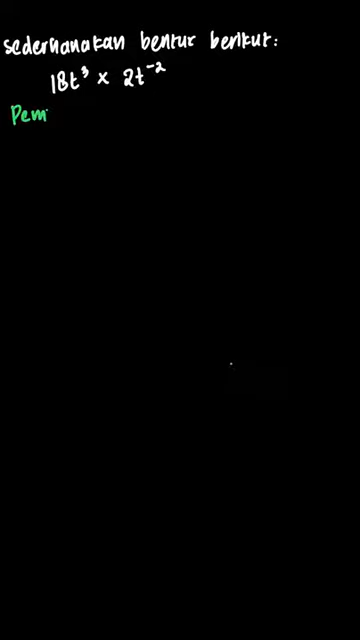 sederhanakan bentuk berikut:
18t³ × 2t⁻²
Pem